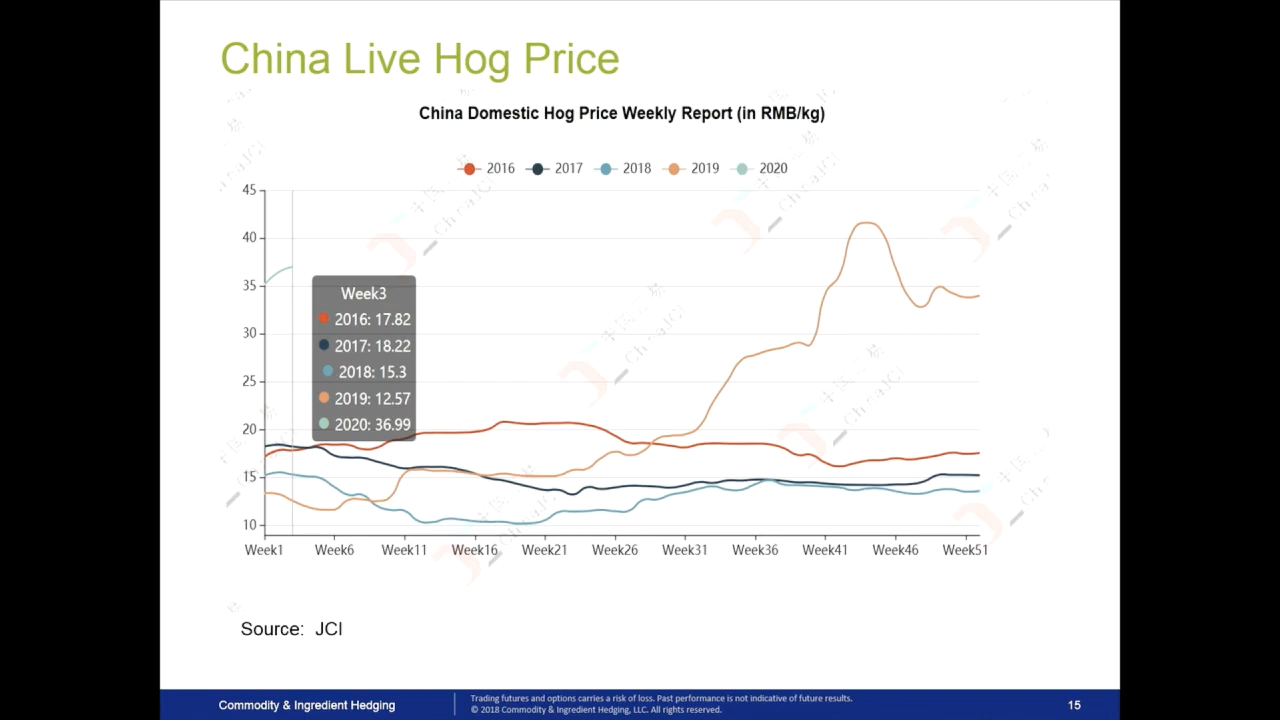 China Live Hog Price
China Domestic Hog Price Weekly Report (in RMB/kg)
2016 2017 2018 2019 2020
45
40
35
30
25
20
15
10
Week3
2016: 17.82
2017: 18.22
2018: 15.3
2019: 12.57
2020: 36.99
Week1 Week6 Week11 Week16 Week21 Week26 Week31 Week36 Week41 Week46 Week51
Source: JCI
Commodity & Ingredient Hedging
Trading futures and options carries a risk of loss. Past performance is not indicative of future results.
© 2018 Commodity & Ingredient Hedging, LLC. All rights reserved.
15